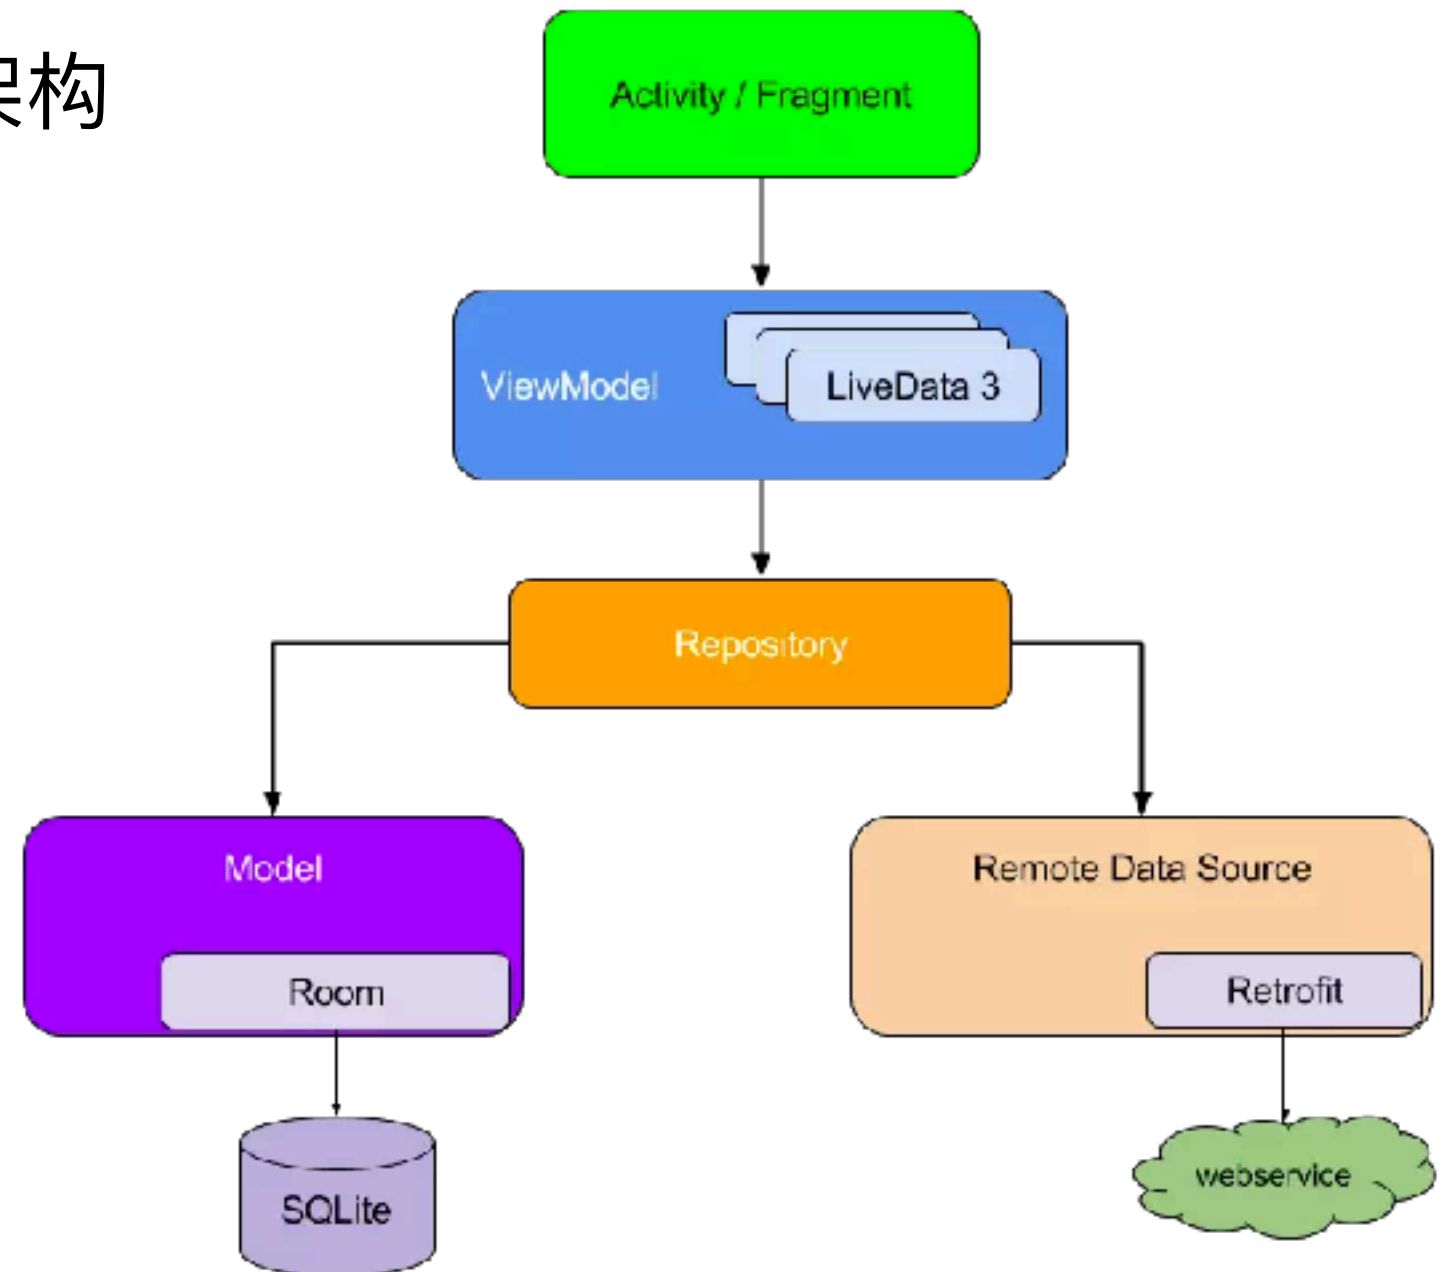 架构
Activity / Fragment
ViewModel
LiveData 3
Repository
Model
Remote Data Source
Room
Retrofit
SQLite
webservice